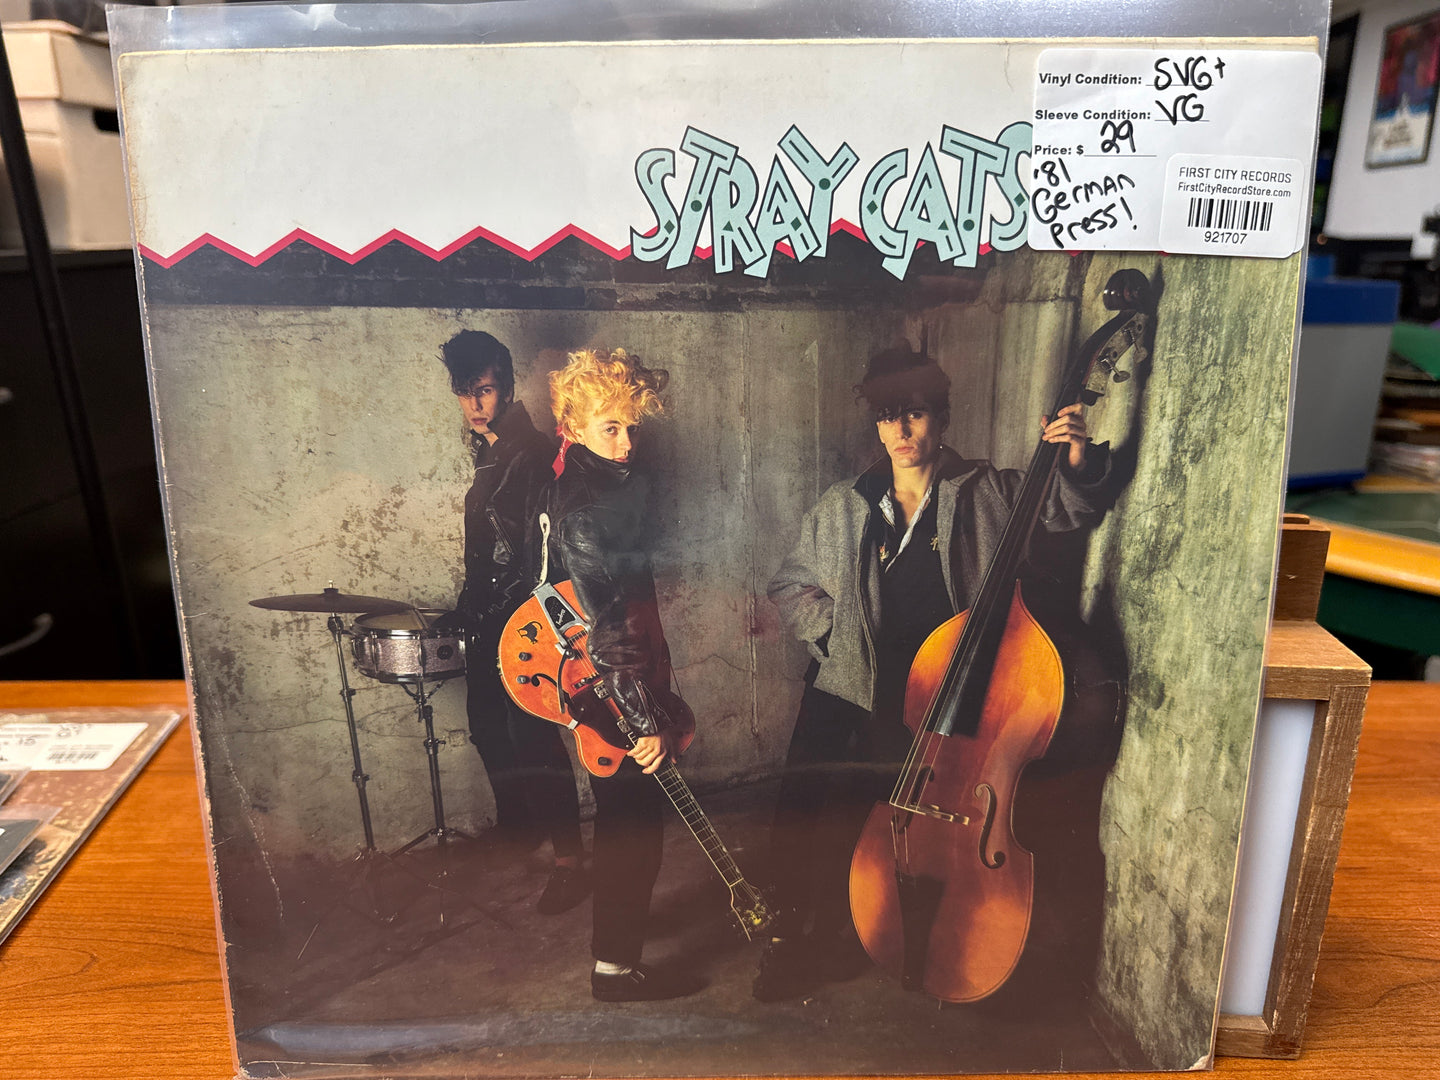 STRAY CATS
Vinyl Condition: SVG+
Sleeve Condition: VG
Price: $ 29
'81
German
Press!
FIRST CITY RECORDS
FirstCityRecordStore.com
921707